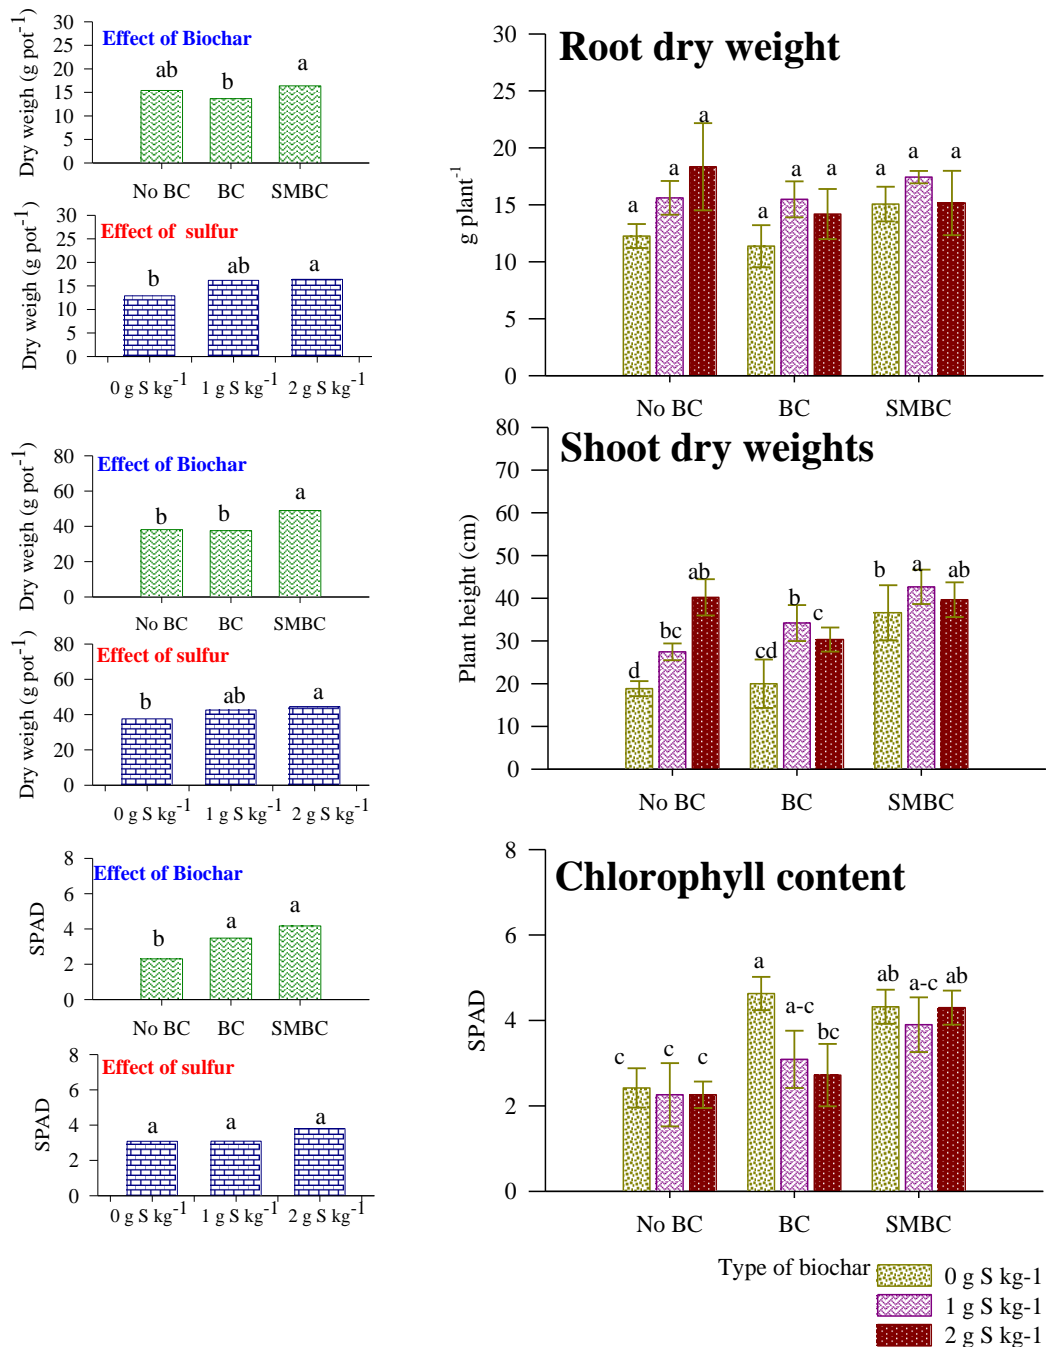 30
25
20
15
10
5
0
Dry weigh (g pot-1)
Effect of Biochar
ab
b
a
No BC
BC
SMBC
30
25
20
15
10
5
0
Dry weigh (g pot-1)
Effect of sulfur
b
ab
a
0 g S kg-1
1 g S kg-1
2 g S kg-1
Root dry weight
30
25
20
15
10
5
0
g plant-1
a
a
a
a
a
a
a
a
a
No BC
BC
SMBC
80
60
40
20
0
Dry weigh (g pot-1)
Effect of Biochar
b
b
a
No BC
BC
SMBC
80
60
40
20
0
Dry weigh (g pot-1)
Effect of sulfur
b
ab
a
0 g S kg-1
1 g S kg-1
2 g S kg-1
Shoot dry weights
80
70
60
50
40
30
20
10
0
Plant height (cm)
d
bc
ab
cd
b
c
b
a
ab
No BC
BC
SMBC
8
6
4
2
0
SPAD
Effect of Biochar
b
a
a
No BC
BC
SMBC
8
6
4
2
0
SPAD
Effect of sulfur
a
a
a
0 g S kg-1
1 g S kg-1
2 g S kg-1
Chlorophyll content
8
6
4
2
0
SPAD
c
c
c
a
a-c
bc
ab
a-c
ab
No BC
BC
SMBC
Type of biochar
0 g S kg-1
1 g S kg-1
2 g S kg-1